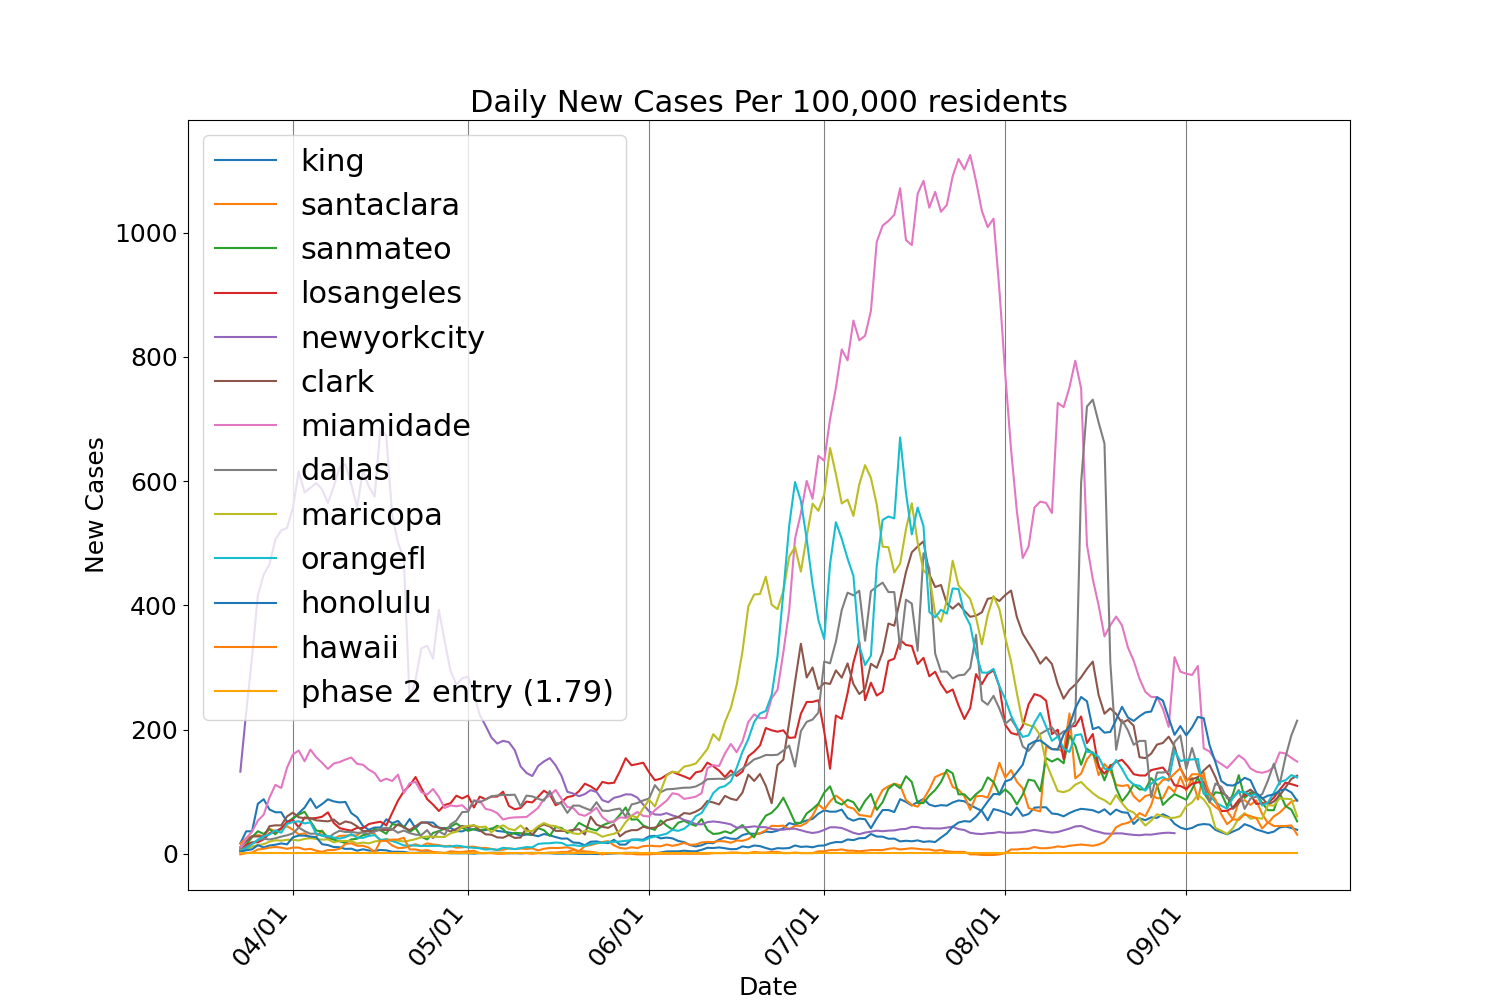 Daily New Cases Per 100,000 residents
king
santaclara
sanmateo
losangeles
newyorkcity
clark
miamidade
dallas
maricopa
orangefl
honolulu
hawaii
phase 2 entry (1.79)
New Cases
1000
800
600
400
200
0
04/01
05/01
06/01
07/01
08/01
09/01
Date